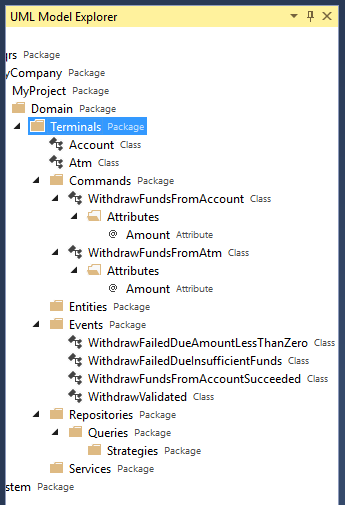 UML Model Explorer
grs Package
yCompany Package
MyProject Package
Domain Package
Terminals Package
Account Class
Atm Class
Commands Package
WithdrawFundsFromAccount Class
Attributes
@ Amount Attribute
WithdrawFundsFromAtm Class
Attributes
@ Amount Attribute
Entities Package
Events Package
WithdrawFailedDueAmountLessThanZero Class
WithdrawFailedDueInsufficientFunds Class
WithdrawFundsFromAccountSucceeded Class
WithdrawValidated Class
Repositories Package
Queries Package
Strategies Package
Services Package
stem Package